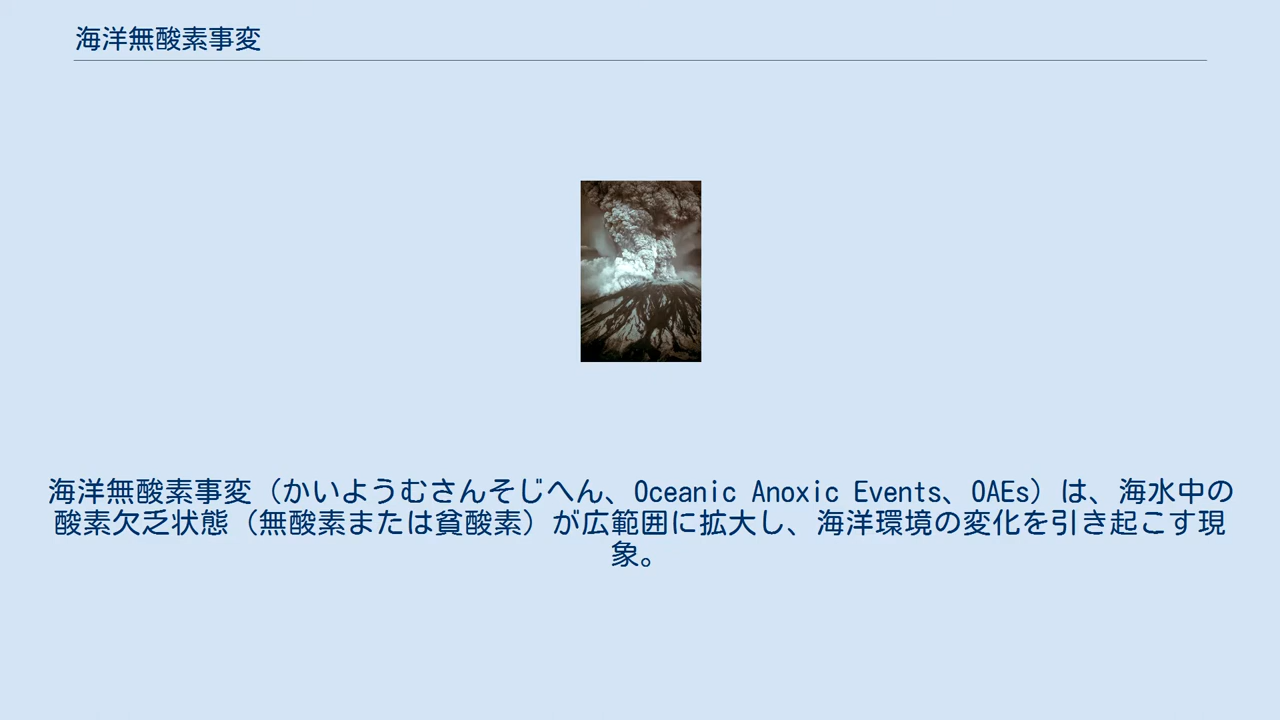 海洋無酸素事変
海洋無酸素事変（かいようむさんそじへん、Oceanic Anoxic Events、OAEs）は、海水中の
酸素欠乏状態（無酸素または貧酸素）が広範囲に拡大し、海洋環境の変化を引き起こす現
象。